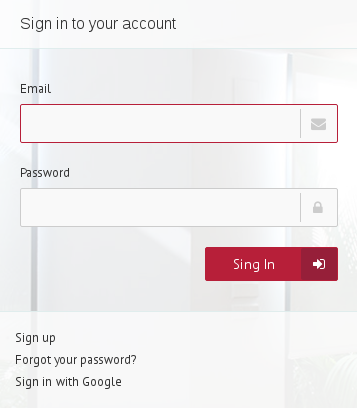 Sign in to your account
Email
Password
Sing In
Sign up
Forgot your password?
Sign in with Google